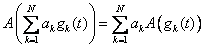 A(∑_{k=1}^{N} a_k g_k(t)) = ∑_{k=1}^{N} a_k A(g_k(t))